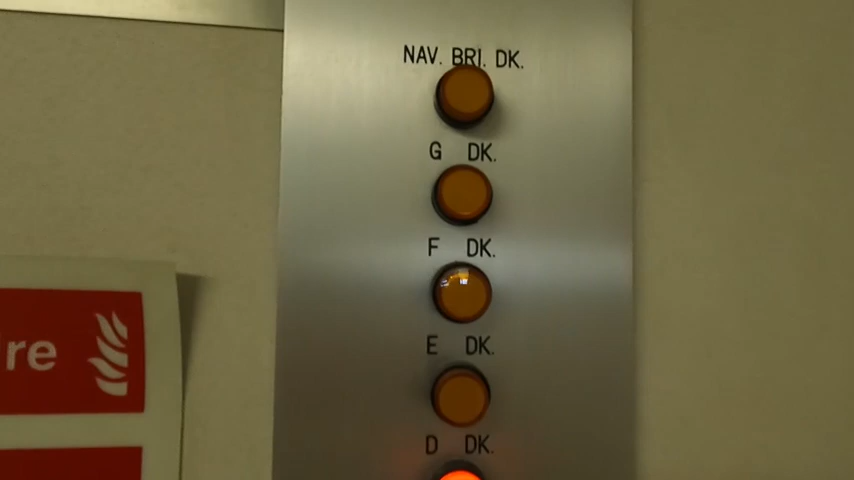 NAV. BRI. DK.
G DK.
F DK.
re
E DK.
D DK.